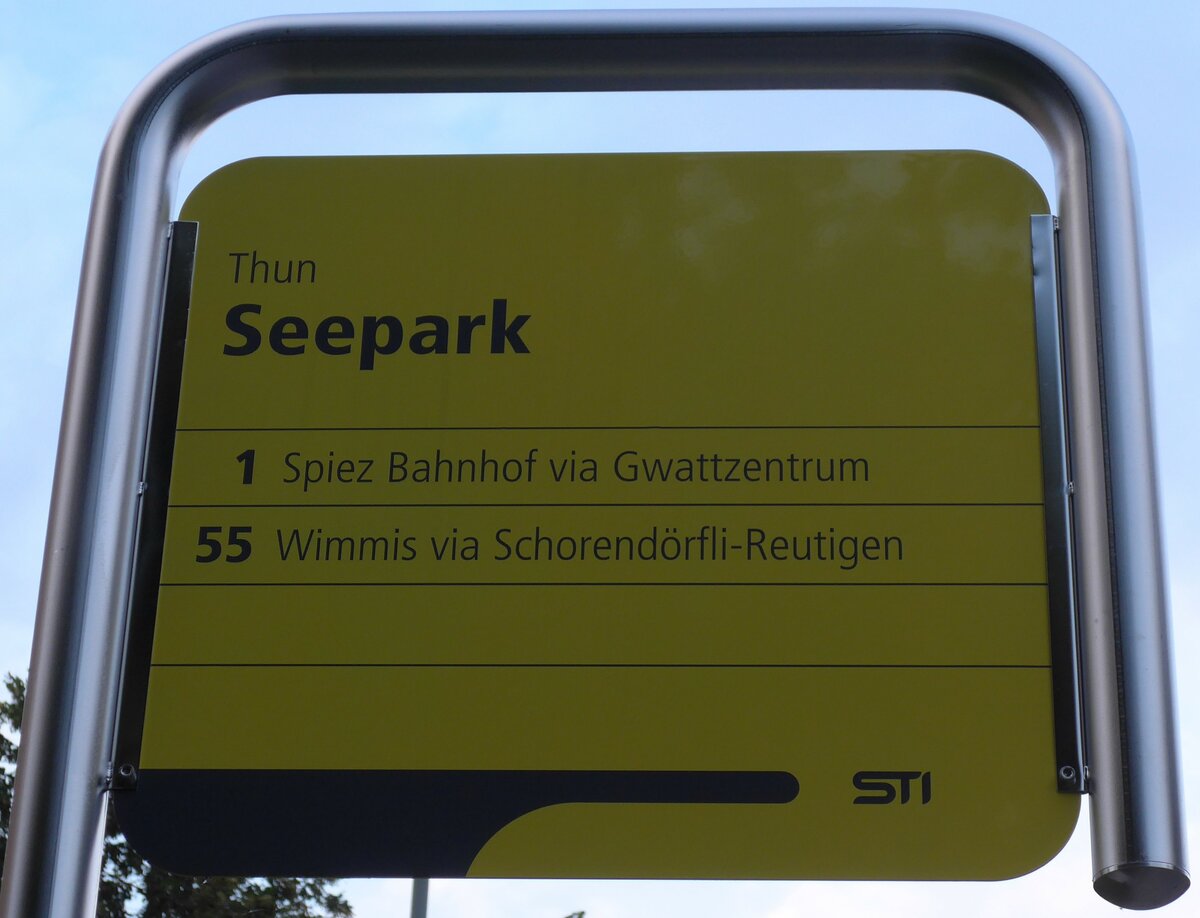 Thun
Seepark
1 Spiez Bahnhof via Gwattzentrum
55 Wimmis via Schorendörfli-Reutigen
STI